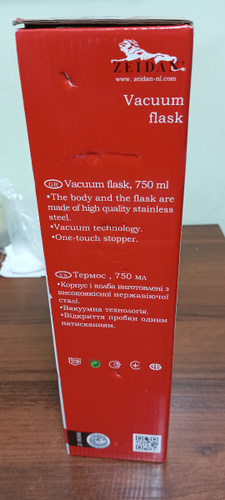 ZEIDAN
www.zeidan-nl.com
Vacuum
flask
GB Vacuum flask, 750 ml
•The body and the flask are
made of high quality stainless
steel.
•Vacuum technology.
•One-touch stopper.
UA Термос , 750 мл
•Корпус і колба виготовлені з
високоякісної нержавіючої
сталі.
•Вакуумна технологія.
•Відкриття пробки одним
натисканням.